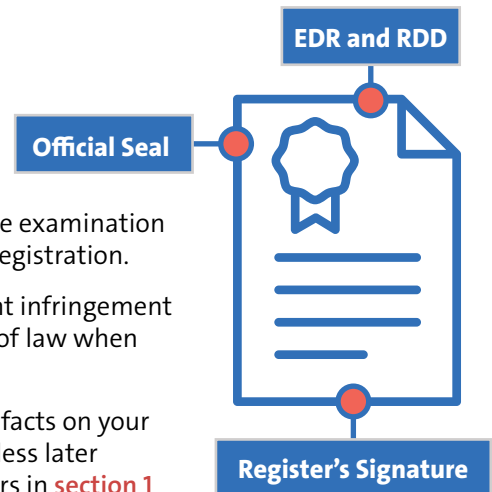 EDR and RDD
Official Seal
e examination
egistration.
nt infringement
of law when
facts on your
less later
rs in section 1
Register’s Signature